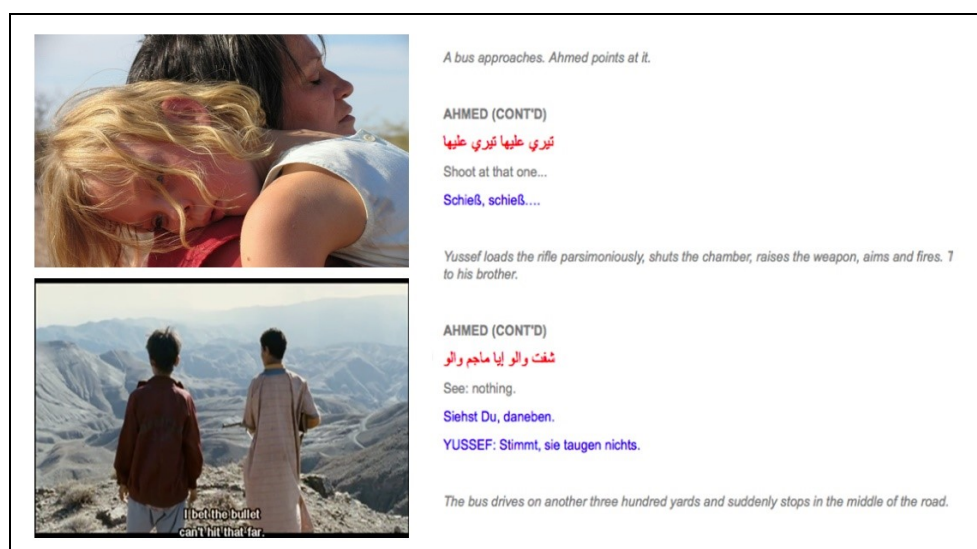 A bus approaches. Ahmed points at it.
AHMED (CONT'D)
تيري عليها تيري عليها
Shoot at that one...
Schieß, schieß....
Yussef loads the rifle parsimoniously, shuts the chamber, raises the weapon, aims and fires. T
to his brother.
AHMED (CONT'D)
شفت والو إيا ماجم والو
See: nothing.
Siehst Du, daneben.
YUSSEF: Stimmt, sie taugen nichts.
The bus drives on another three hundred yards and suddenly stops in the middle of the road.
I bet the bullet
can't hit that far.